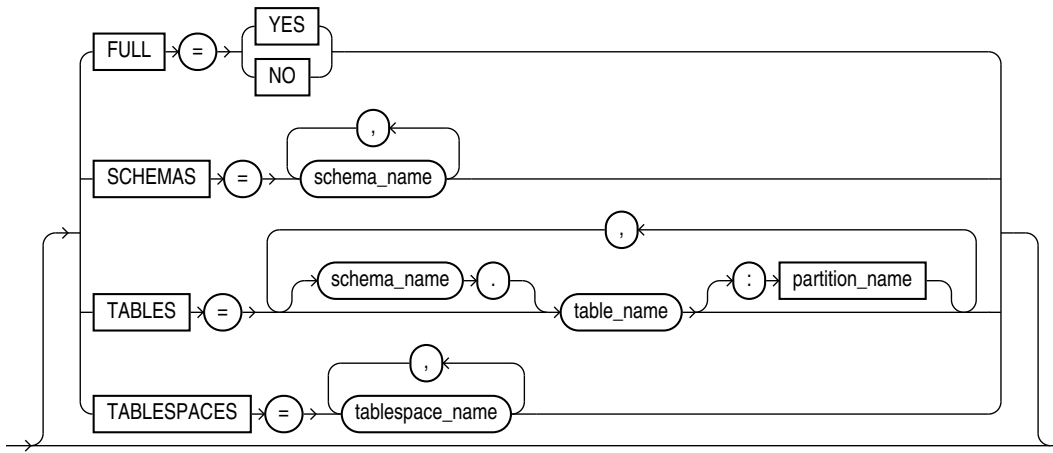 YES
FULL =
NO
,
SCHEMAS = schema_name
,
schema_name . : partition_name
TABLES = table_name
,
TABLESPACES = tablespace_name